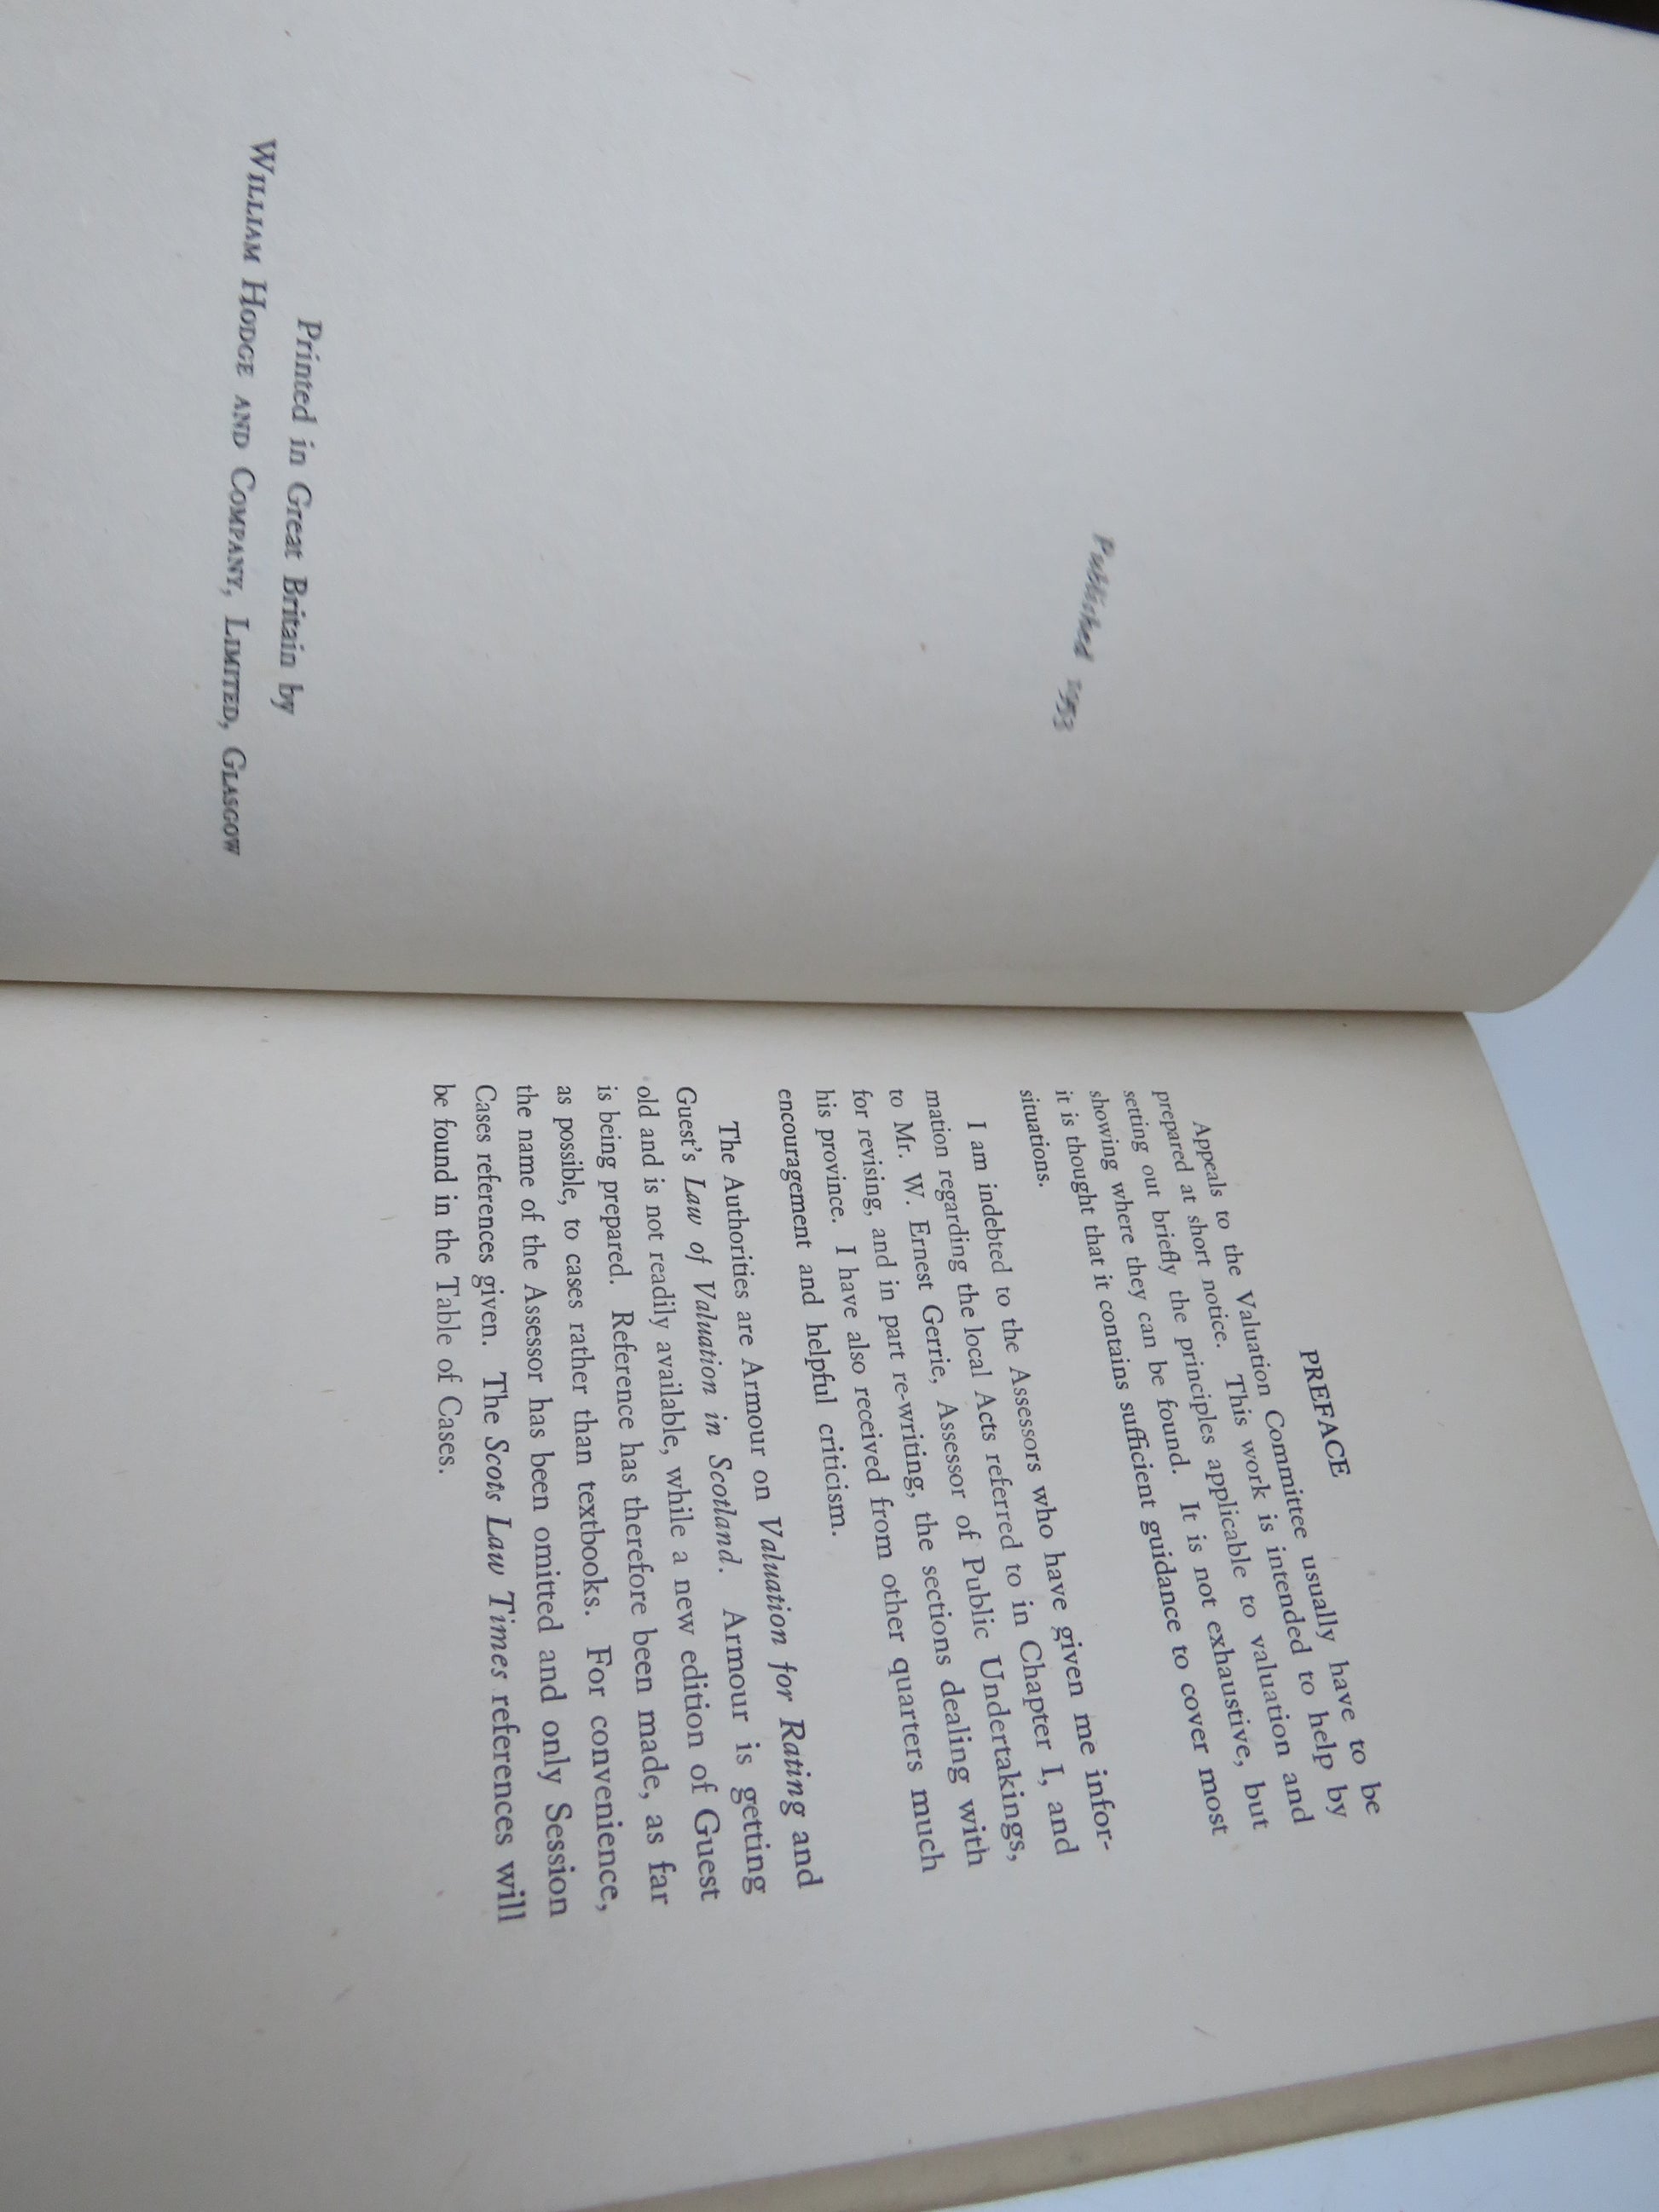 Published 1953
Printed in Great Britain by
WILLIAM HODGE AND COMPANY, LIMITED, GLASGOW
PREFACE
Appeals to the Valuation Committee usually have to be
prepared at short notice. This work is intended to help by
setting out briefly the principles applicable to valuation and
showing where they can be found. It is not exhaustive, but
it is thought that it contains sufficient guidance to cover most
situations.
I am indebted to the Assessors who have given me infor-
mation regarding the local Acts referred to in Chapter I, and
to Mr. W. Ernest Gerrie, Assessor of Public Undertakings,
for revising, and in part re-writing, the sections dealing with
his province. I have also received from other quarters much
encouragement and helpful criticism.
The Authorities are Armour on Valuation for Rating and
Guest's Law of Valuation in Scotland. Armour is getting
old and is not readily available, while a new edition of Guest
is being prepared. Reference has therefore been made, as far
as possible, to cases rather than textbooks. For convenience,
the name of the Assessor has been omitted and only Session
Cases references given. The Scots Law Times references will
be found in the Table of Cases.